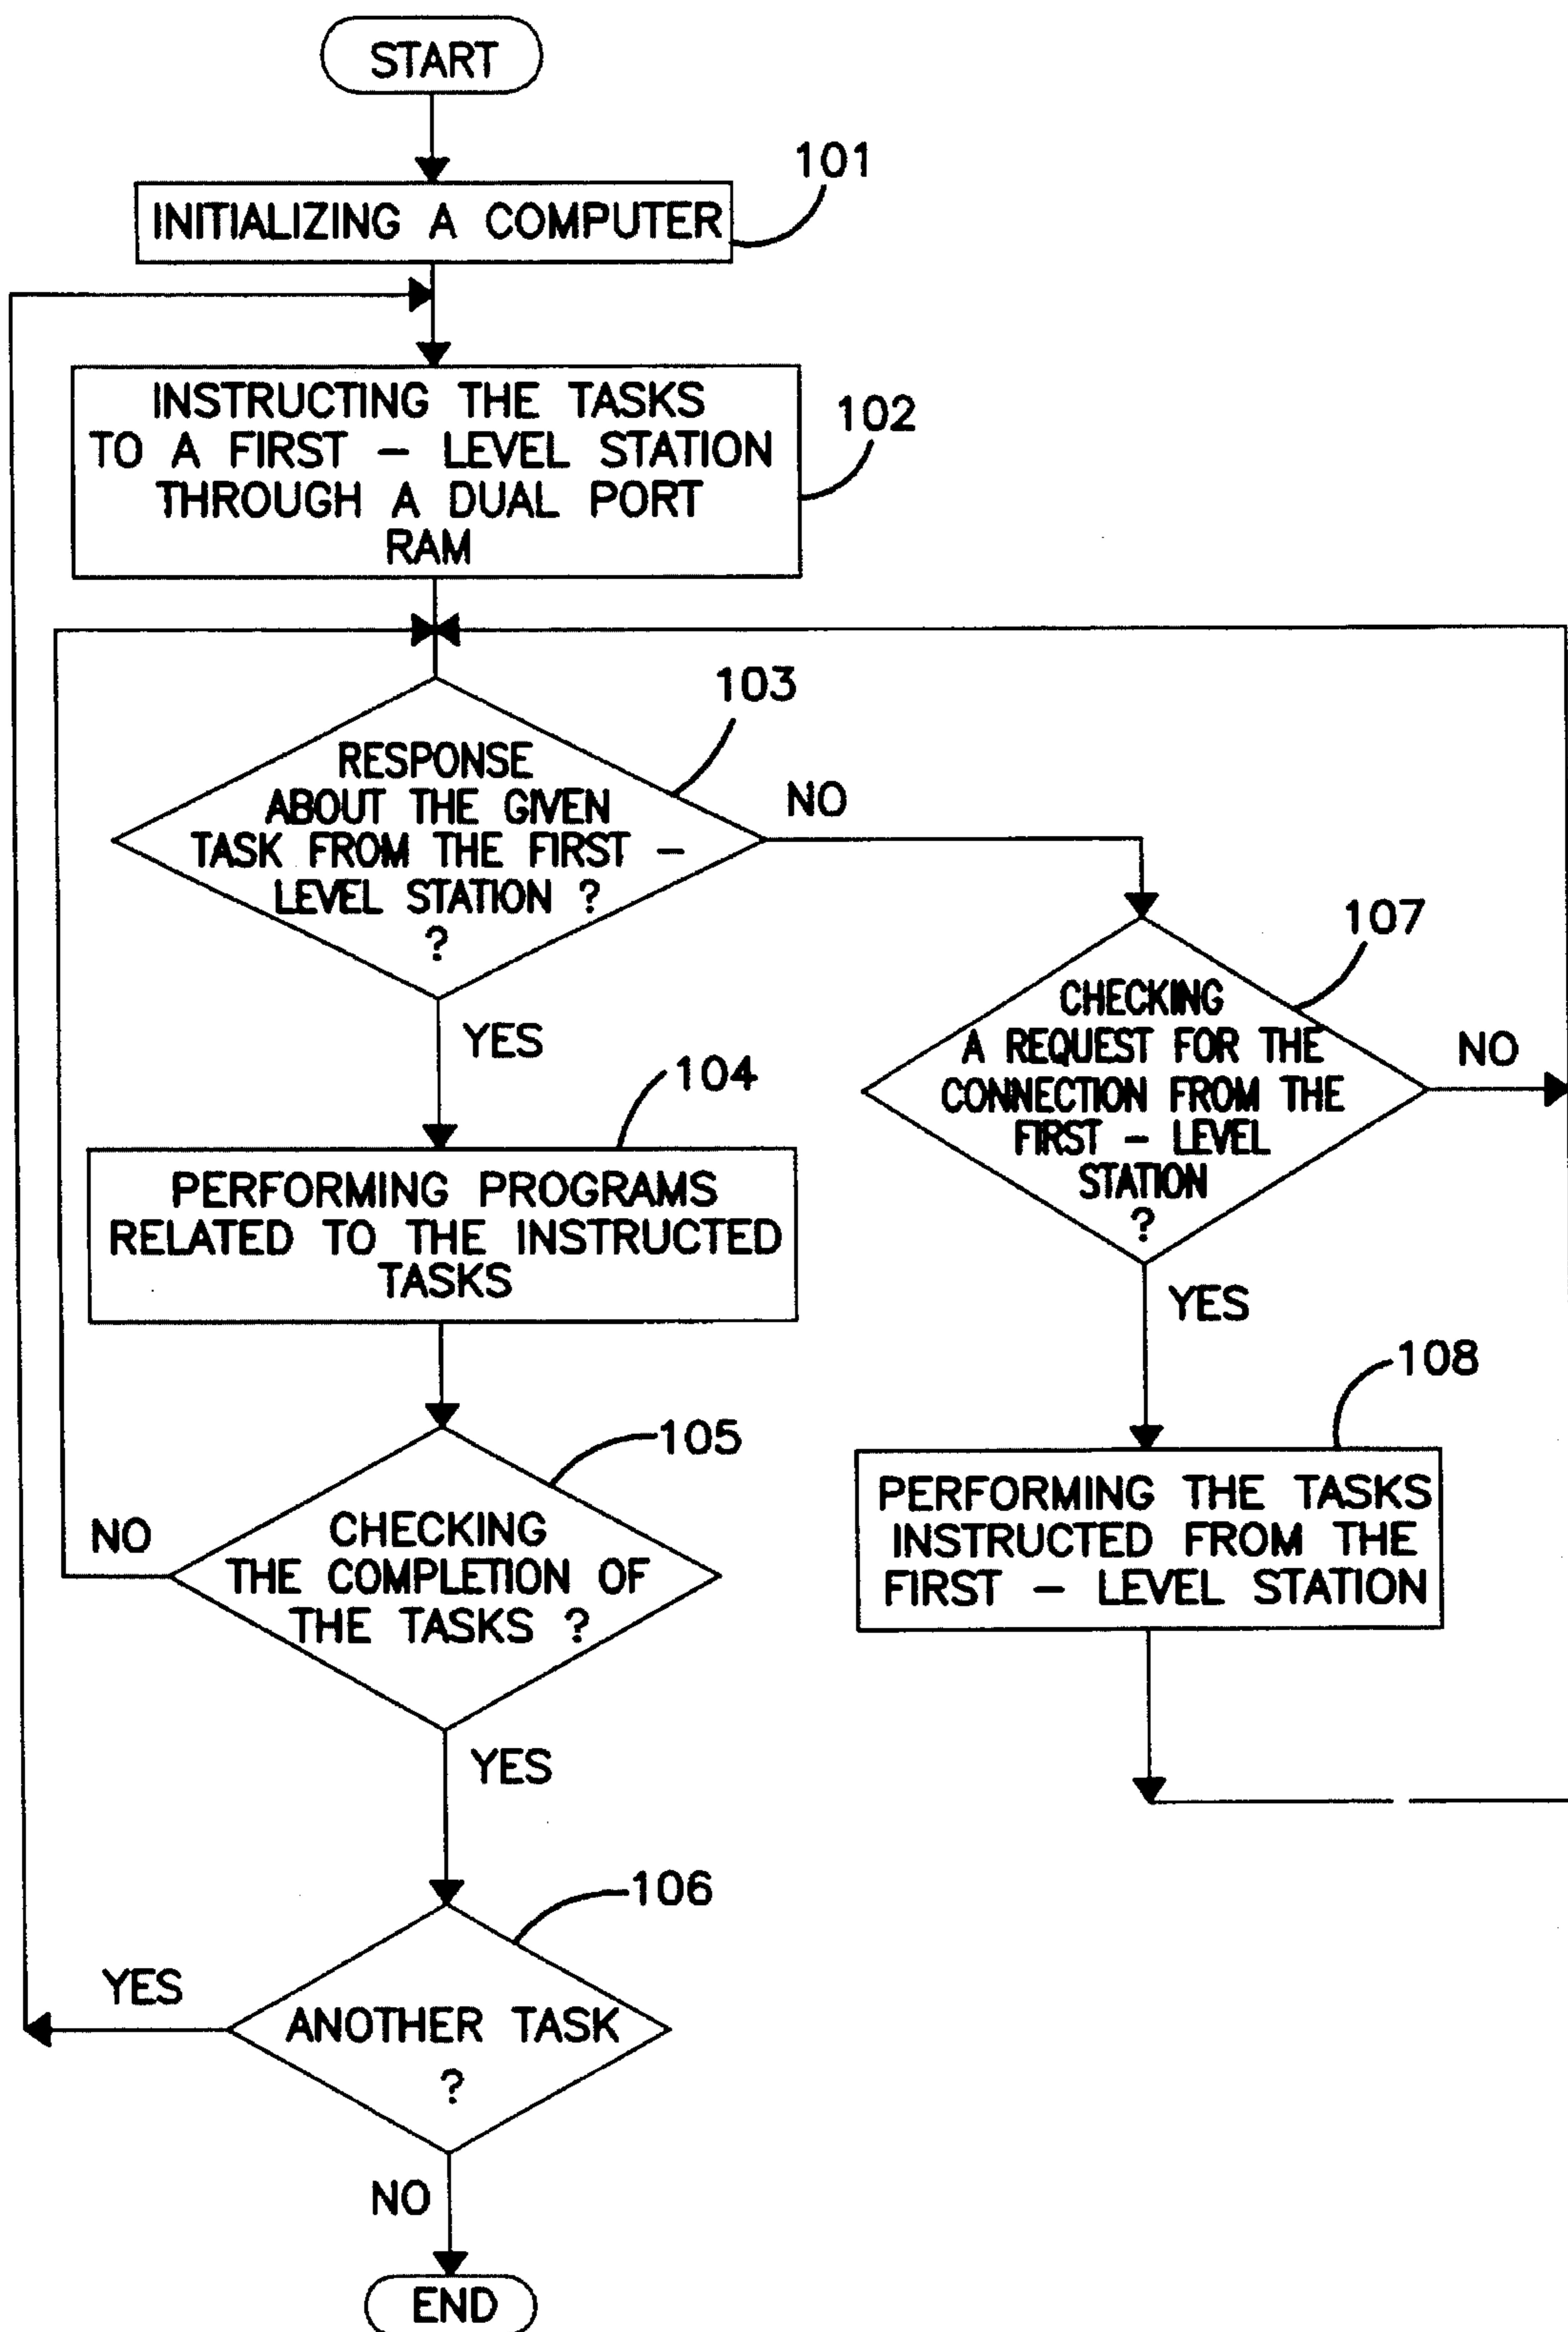 START
101
INITIALIZING A COMPUTER
INSTRUCTING THE TASKS
TO A FIRST – LEVEL STATION
THROUGH A DUAL PORT
RAM
102
103
RESPONSE
ABOUT THE GIVEN
TASK FROM THE FIRST –
LEVEL STATION ?
?
NO
YES
107
CHECKING
A REQUEST FOR THE
CONNECTION FROM THE
FIRST – LEVEL
STATION
?
NO
YES
104
PERFORMING PROGRAMS
RELATED TO THE INSTRUCTED
TASKS
108
PERFORMING THE TASKS
INSTRUCTED FROM THE
FIRST – LEVEL STATION
105
CHECKING
THE COMPLETION OF
THE TASKS ?
NO
YES
106
ANOTHER TASK
?
YES
NO
END